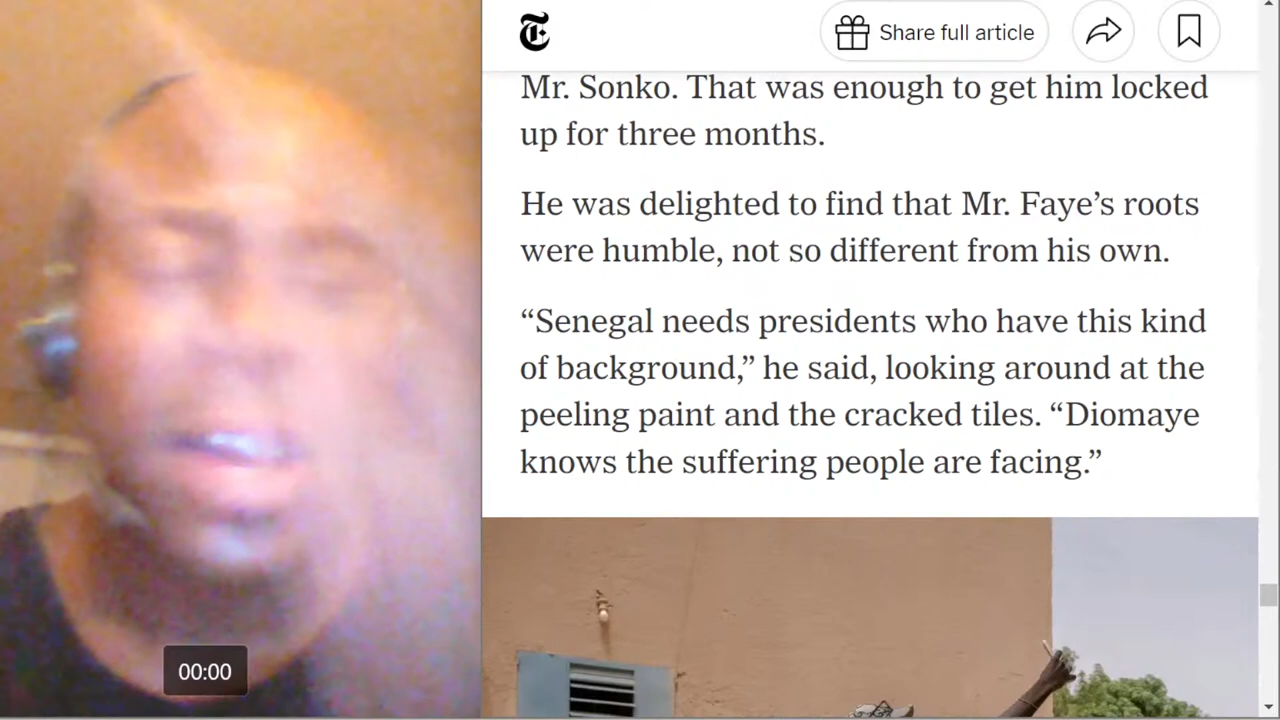 Share full article
Mr. Sonko. That was enough to get him locked
up for three months.
He was delighted to find that Mr. Faye’s roots
were humble, not so different from his own.
“Senegal needs presidents who have this kind
of background,” he said, looking around at the
peeling paint and the cracked tiles. “Diomaye
knows the suffering people are facing.”
00:00